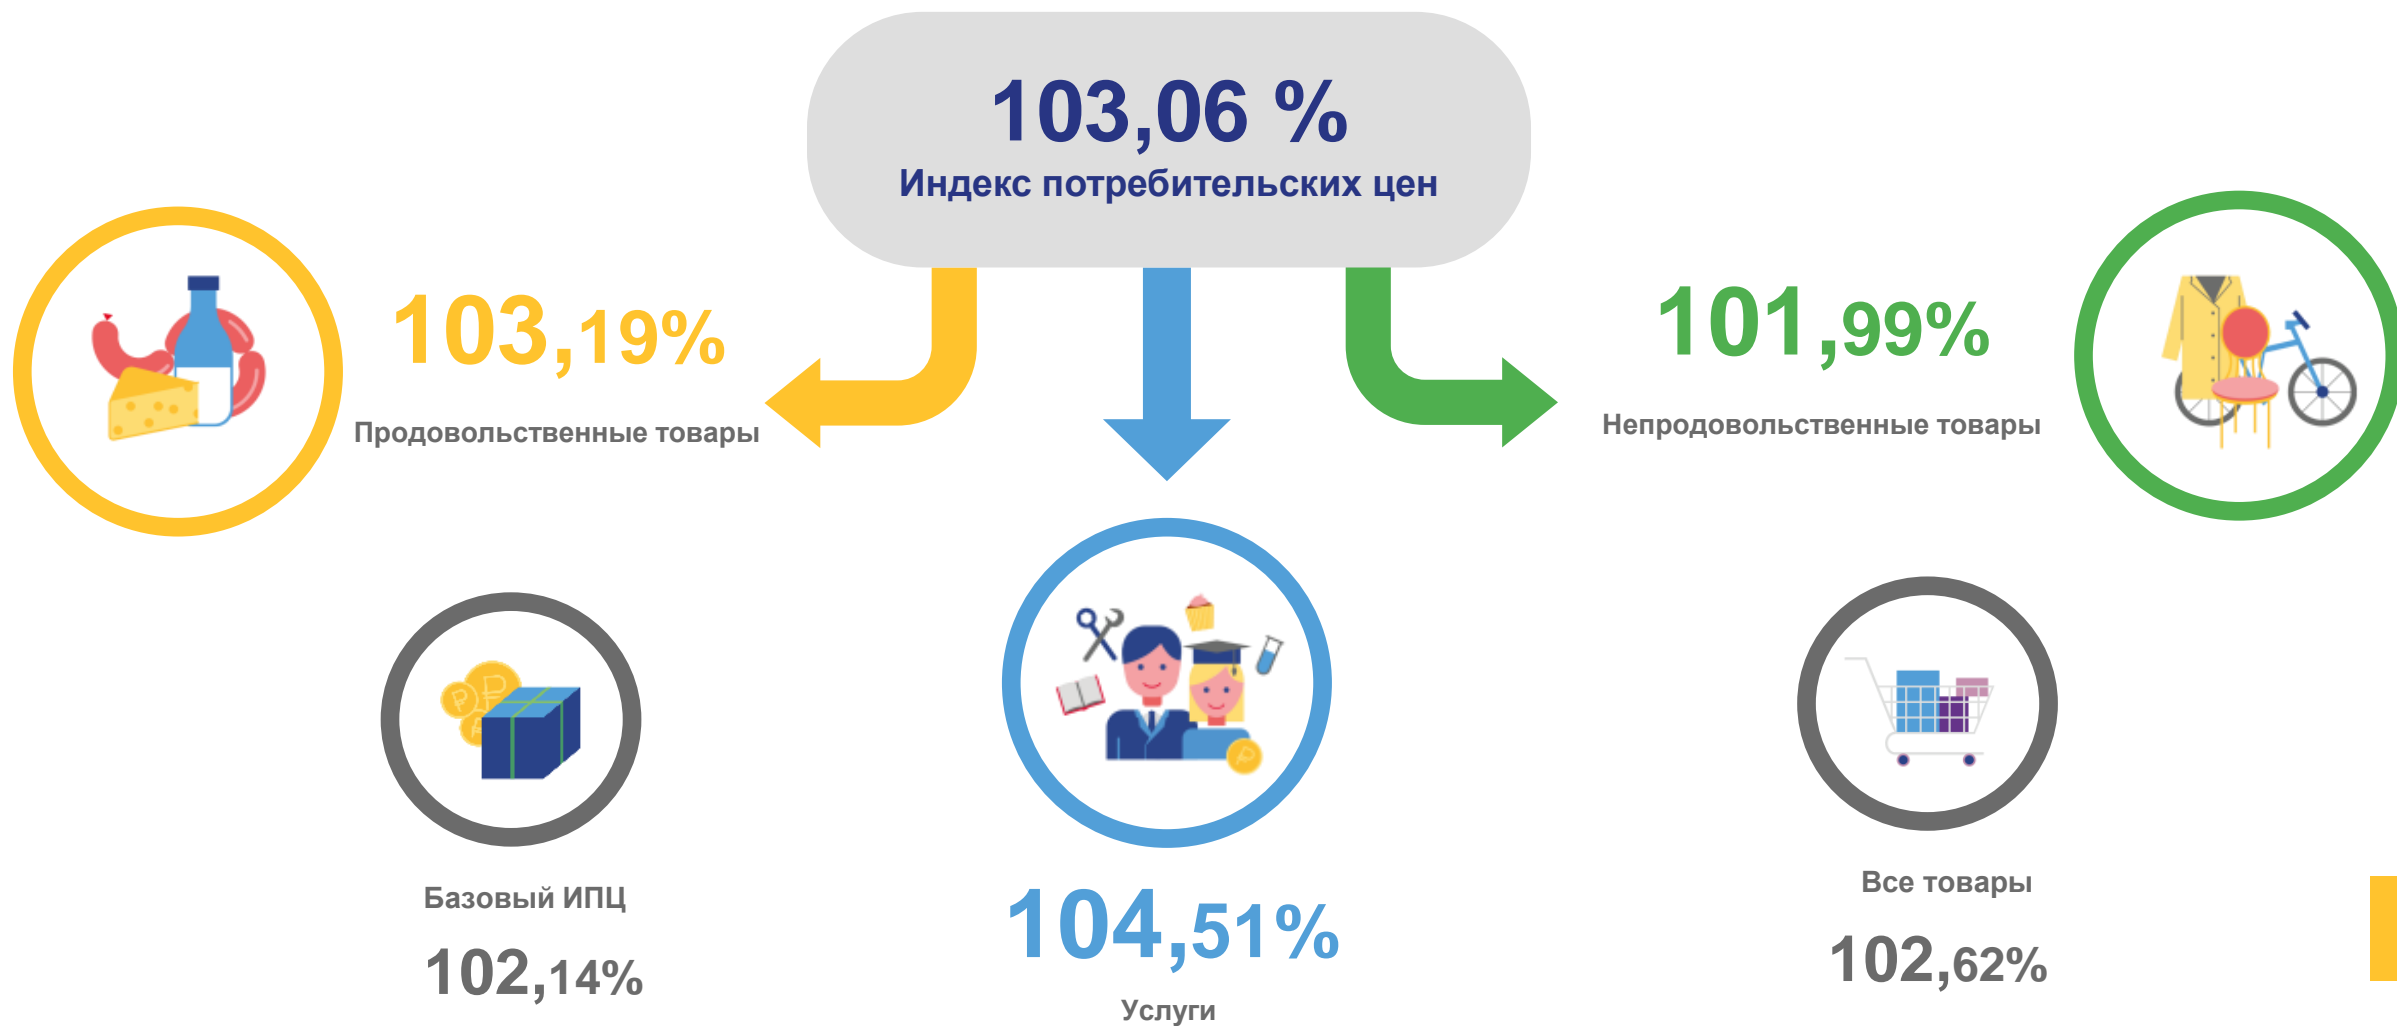 103,06 %
Индекс потребительских цен
103,19%
Продовольственные товары
101,99%
Непродовольственные товары
Базовый ИПЦ
102,14%
104,51%
Услуги
Все товары
102,62%